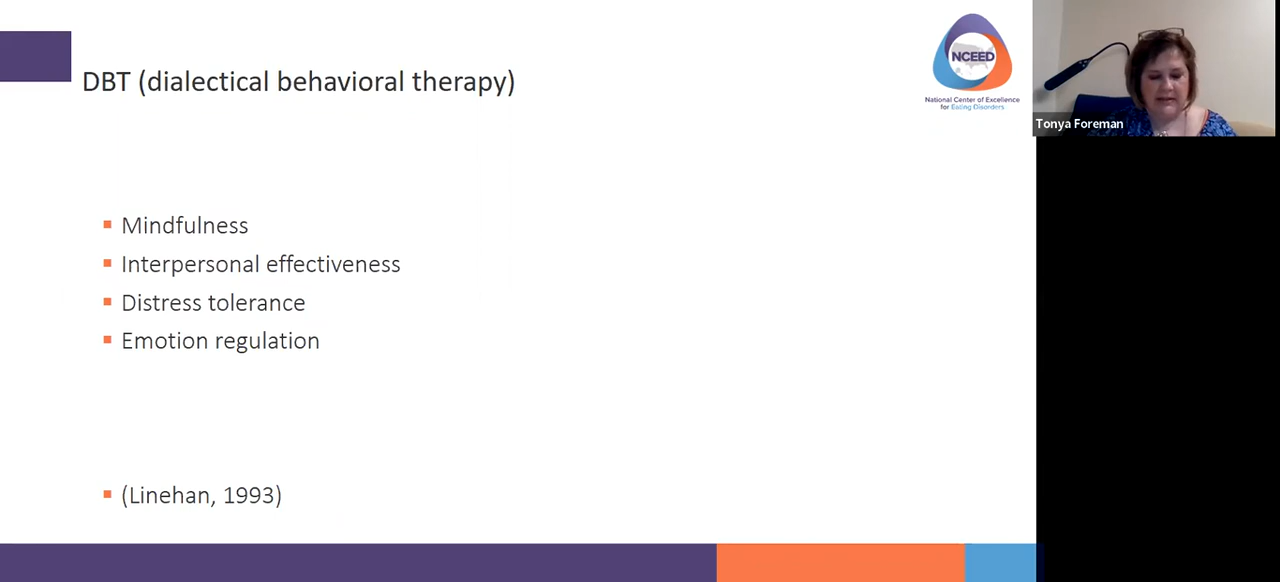 DBT (dialectical behavioral therapy)
NCEED
National Center of Excellence
for Eating Disorders
Tonya Foreman
Mindfulness
Interpersonal effectiveness
Distress tolerance
Emotion regulation
(Linehan, 1993)